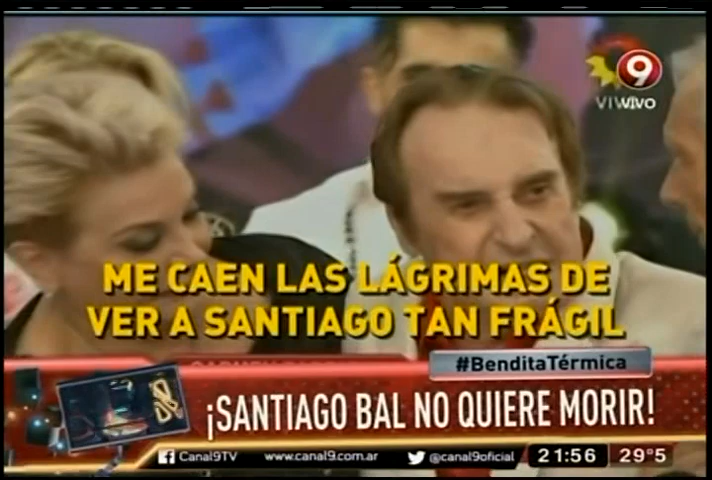 9
VIVO
ME CAEN LAS LÁGRIMAS DE
VER A SANTIAGO TAN FRÁGIL
#BenditaTérmica
¡SANTIAGO BAL NO QUIERE MORIR!
Canal9TV www.canal9.com.ar @canal9oficial 21:56 29°5